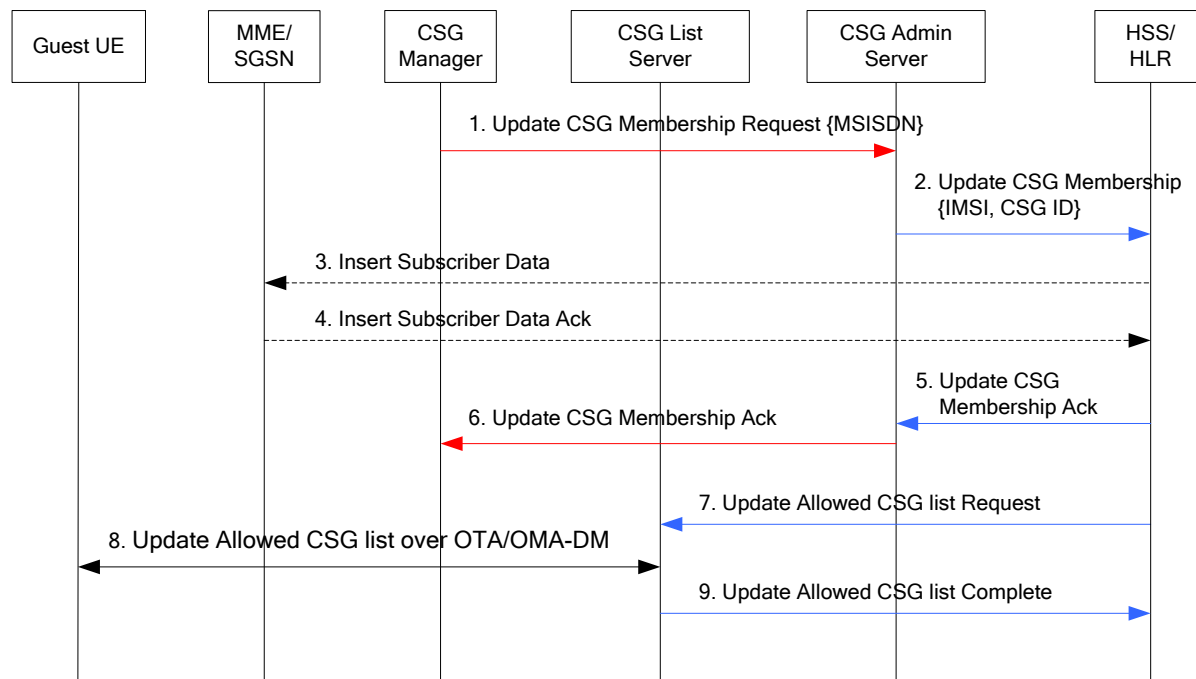 Guest UE
MME/
SGSN
CSG
Manager
CSG List
Server
CSG Admin
Server
HSS/
HLR
1. Update CSG Membership Request {MSISDN}
2. Update CSG Membership
{IMSI, CSG ID}
3. Insert Subscriber Data
4. Insert Subscriber Data Ack
5. Update CSG
Membership Ack
6. Update CSG Membership Ack
7. Update Allowed CSG list Request
8. Update Allowed CSG list over OTA/OMA-DM
9. Update Allowed CSG list Complete